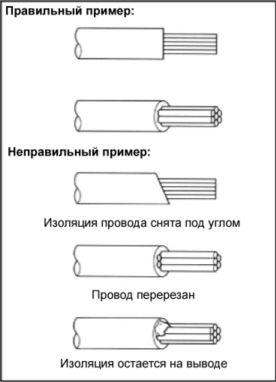 Правильный пример:
Неправильный пример:
Изоляция провода снята под углом
Провод перерезан
Изоляция остается на выводе